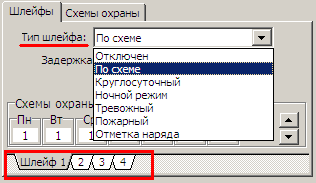 Шлейфы Схемы охраны
Тип шлейфа: По схеме
Задержка
Отключен
По схеме
Круглосуточный
Ночной режим
Тревожный
Пожарный
Отметка наряда
Схемы охраны
Пн Вт Ср
1 1 1
Шлейф 1 2 3 4